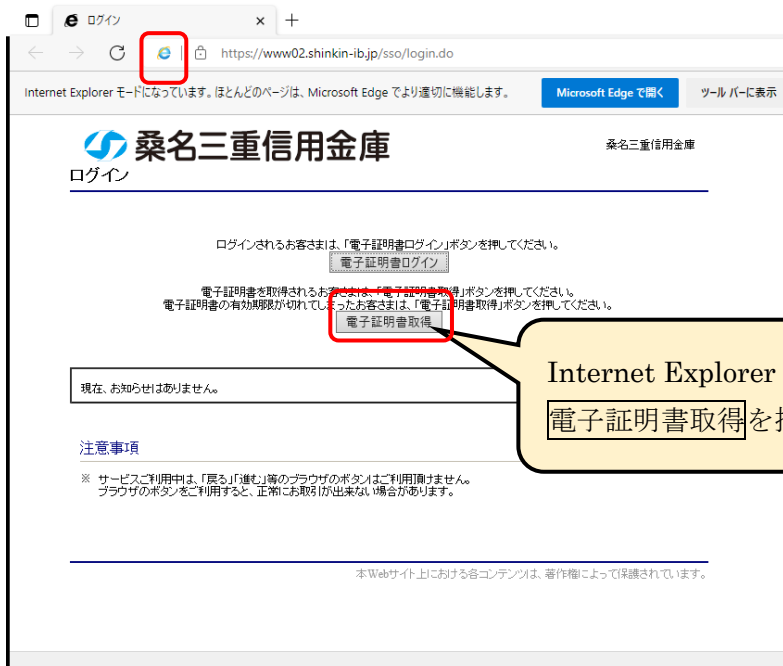 ログイン
https://www02.shinkin-ib.jp/sso/login.do
Internet Explorer モードになっています。ほとんどのページは、Microsoft Edge でより適切に機能します。 Microsoft Edge で開く ツール バーに表示
桑名三重信用金庫
桑名三重信用金庫
ログイン
ログインされるお客さまは、「電子証明書ログイン」ボタンを押してください。
電子証明書ログイン
電子証明書を取得されるお客さまは、「電子証明書取得」ボタンを押してください。
電子証明書の有効期限が切れてしまったお客さまは、「電子証明書取得」ボタンを押してください。
電子証明書取得
Internet Explorer
電子証明書取得を
現在、お知らせはありません。
注意事項
※ サービスご利用中は、「戻る」「進む」等のブラウザのボタンはご利用頂けません。
ブラウザのボタンをご利用すると、正常にお取引が出来ない場合があります。
本Webサイト上における各コンテンツは、著作権によって保護されています。